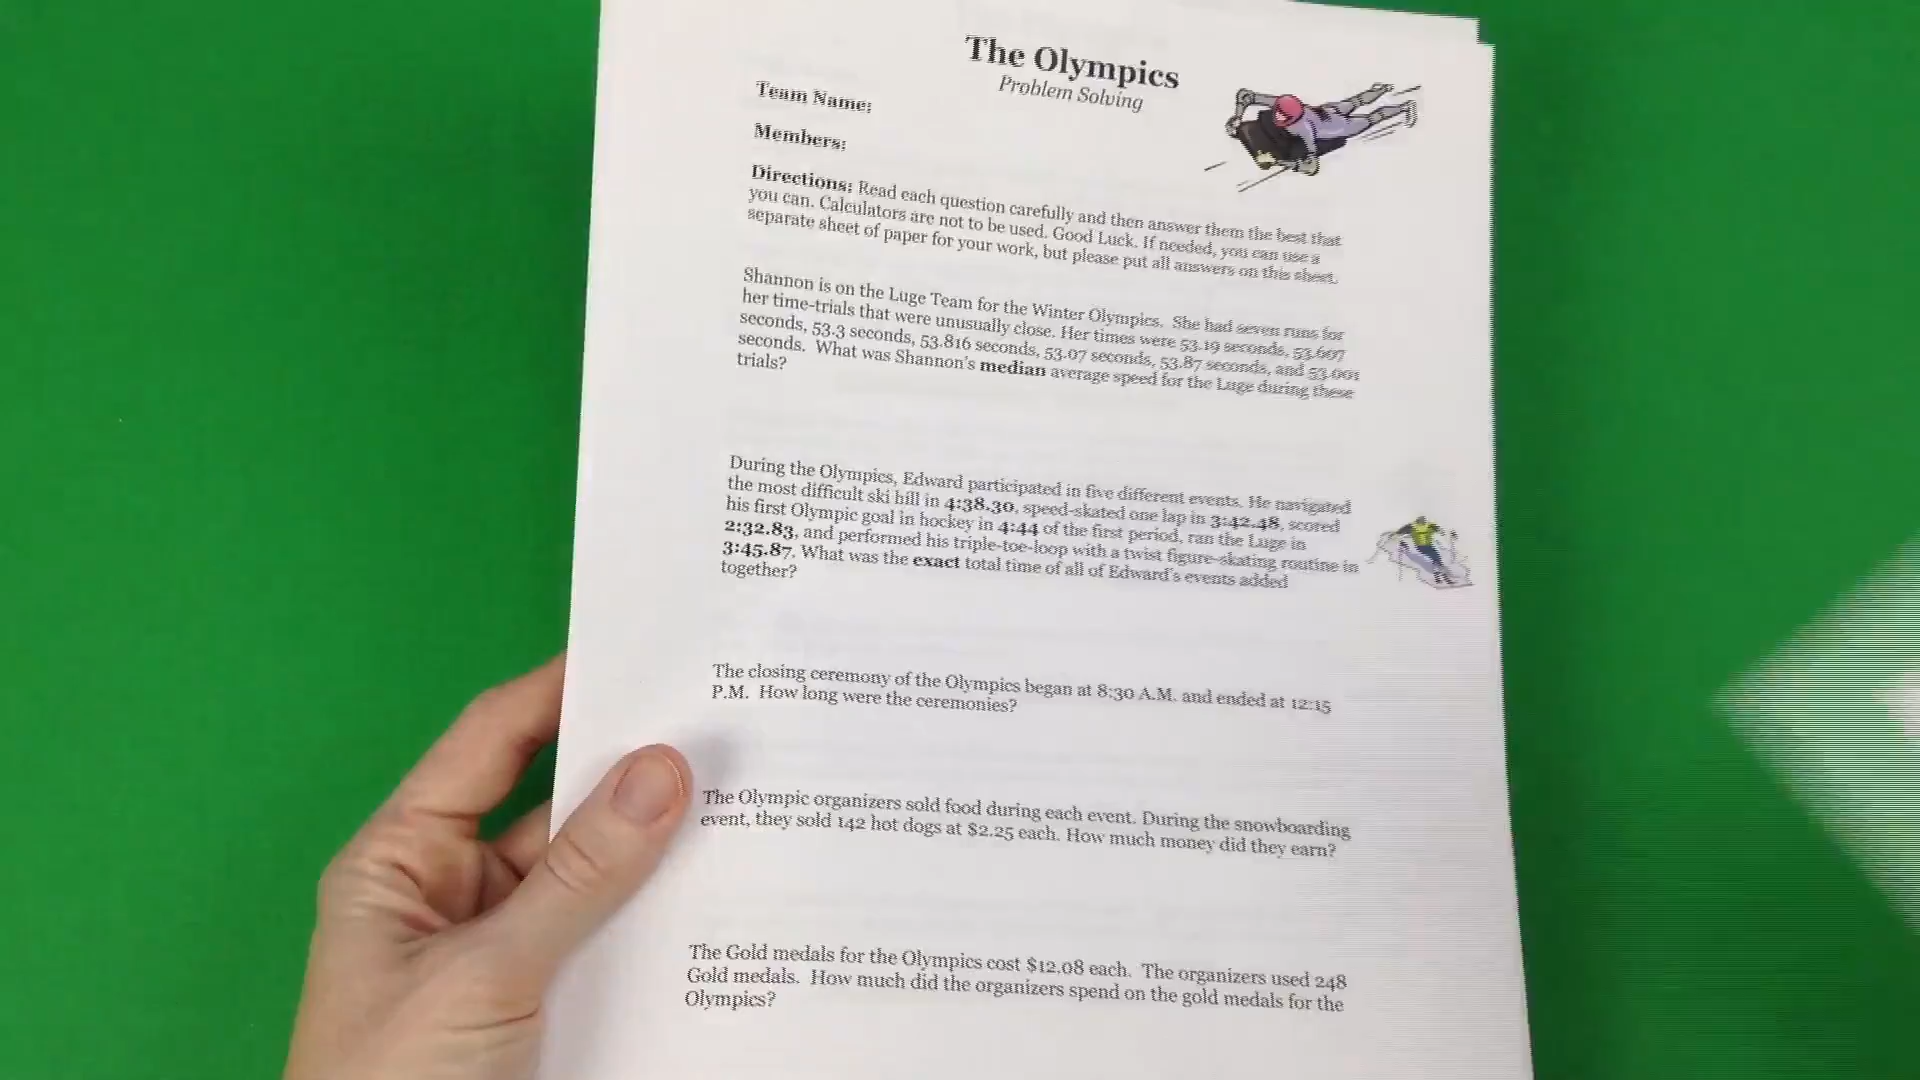 The Olympics
Problem Solving
Team Name:
Members:
Directions: Read each question carefully and then answer them the best that
you can. Calculators are not to be used. Good Luck. If needed, you can use a
separate sheet of paper for your work, but please put all answers on this sheet.
Shannon is on the Luge Team for the Winter Olympics. She had seven runs for
her time-trials that were unusually close. Her times were 53.19 seconds, 53.607
seconds, 53.3 seconds, 53.816 seconds, 53.07 seconds, 53.87 seconds, and 53.001
seconds. What was Shannon's median average speed for the Luge during these
trials?
During the Olympics, Edward participated in five different events. He navigated
the most difficult ski hill in 4:38.30, speed-skated one lap in 3:42.48, scored
his first Olympic goal in hockey in 4:44 of the first period, ran the Luge in
2:32.83, and performed his triple-toe-loop with a twist figure-skating routine in
3:45.87. What was the exact total time of all of Edward's events added
together?
The closing ceremony of the Olympics began at 8:30 A.M. and ended at 12:15
P.M. How long were the ceremonies?
The Olympic organizers sold food during each event. During the snowboarding
event, they sold 142 hot dogs at $2.25 each. How much money did they earn?
The Gold medals for the Olympics cost $12.08 each. The organizers used 248
Gold medals. How much did the organizers spend on the gold medals for the
Olympics?